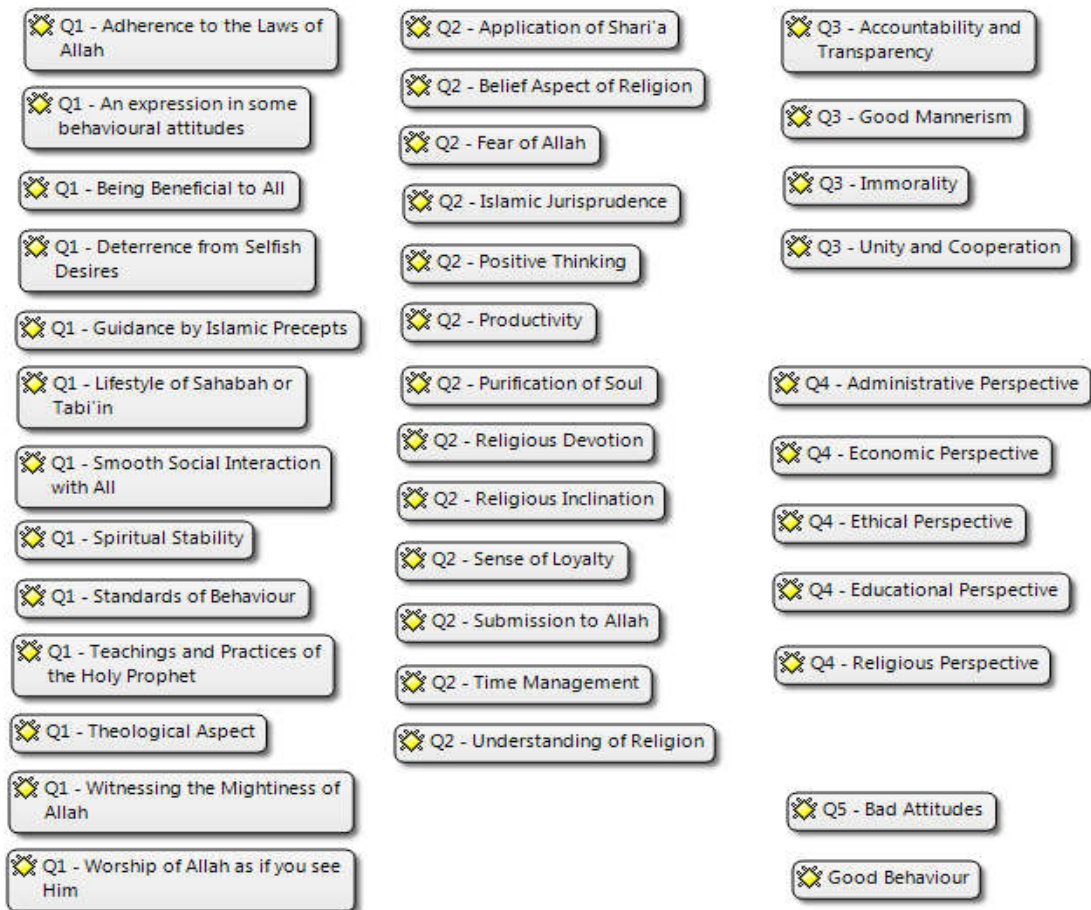 Q1 - Adherence to the Laws of
Allah
Q1 - An expression in some
behavioural attitudes
Q1 - Being Beneficial to All
Q1 - Deterrence from Selfish
Desires
Q1 - Guidance by Islamic Precepts
Q1 - Lifestyle of Sahabah or
Tabi'in
Q1 - Smooth Social Interaction
with All
Q1 - Spiritual Stability
Q1 - Standards of Behaviour
Q1 - Teachings and Practices of
the Holy Prophet
Q1 - Theological Aspect
Q1 - Witnessing the Mightiness of
Allah
Q1 - Worship of Allah as if you see
Him
Q2 - Application of Shari'a
Q2 - Belief Aspect of Religion
Q2 - Fear of Allah
Q2 - Islamic Jurisprudence
Q2 - Positive Thinking
Q2 - Productivity
Q2 - Purification of Soul
Q2 - Religious Devotion
Q2 - Religious Inclination
Q2 - Sense of Loyalty
Q2 - Submission to Allah
Q2 - Time Management
Q2 - Understanding of Religion
Q3 - Accountability and
Transparency
Q3 - Good Mannerism
Q3 - Immorality
Q3 - Unity and Cooperation
Q4 - Administrative Perspective
Q4 - Economic Perspective
Q4 - Ethical Perspective
Q4 - Educational Perspective
Q4 - Religious Perspective
Q5 - Bad Attitudes
Good Behaviour